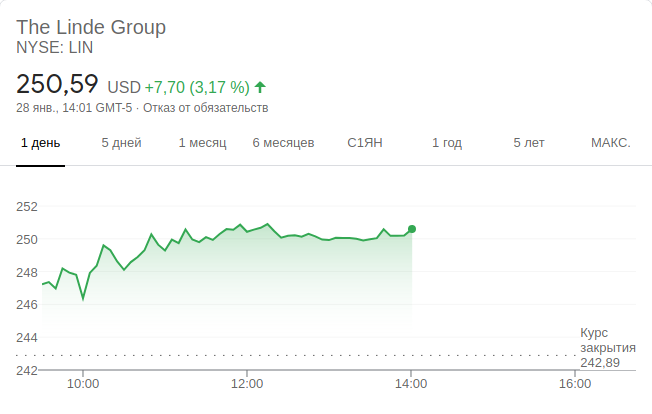 The Linde Group
NYSE: LIN
250,59 USD +7,70 (3,17 %)
28 янв., 14:01 GMT-5 · Отказ от обязательств
1 день 5 дней 1 месяц 6 месяцев С1ЯН 1 год 5 лет МАКС.
252
250
248
246
244
242
Курс
закрытия
242,89
10:00 12:00 14:00 16:00